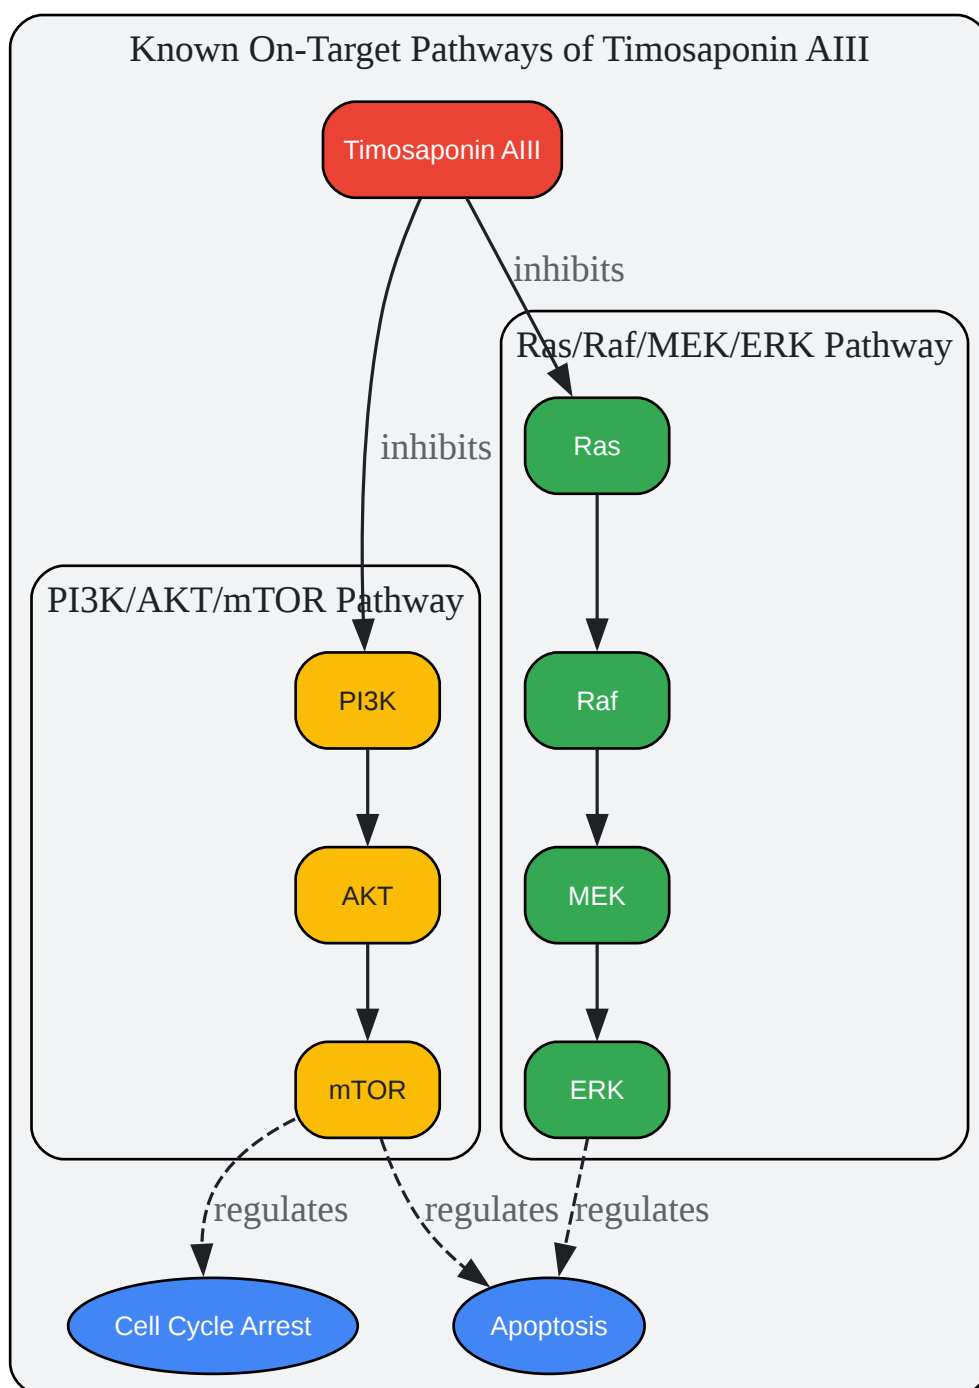 Known On-Target Pathways of Timosaponin AIII
Timosaponin AIII
inhibits
Ras/Raf/MEK/ERK Pathway
Ras
inhibits
PI3K/AKT/mTOR Pathway
PI3K
Raf
AKT
MEK
mTOR
ERK
regulates
regulates
regulates
Cell Cycle Arrest
Apoptosis